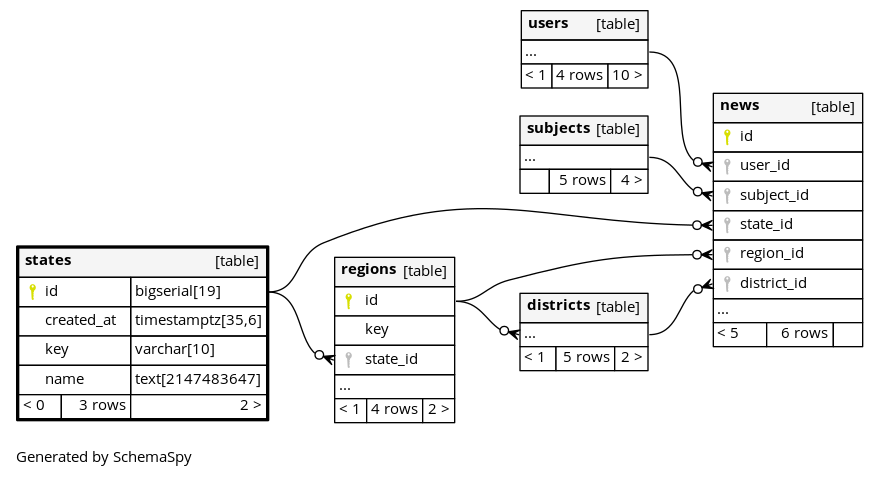 users [table]
...
< 1 4 rows 10 >
subjects [table]
...
5 rows 4 >
news [table]
id
user_id
subject_id
state_id
region_id
district_id
...
< 5 6 rows
states [table]
id bigserial[19]
created_at timestamptz[35,6]
key varchar[10]
name text[2147483647]
< 0 3 rows 2 >
regions [table]
id
key
state_id
...
< 1 4 rows 2 >
districts [table]
...
< 1 5 rows 2 >
Generated by SchemaSpy